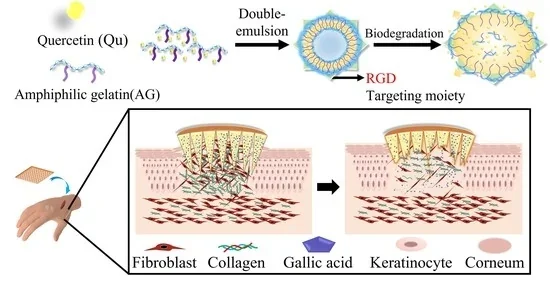 Quercetin (Qu)
Amphiphilic gelatin(AG)
Double-
emulsion
Biodegradation
RGD
Targeting moiety
Fibroblast
Collagen
Gallic acid
Keratinocyte
Corneum